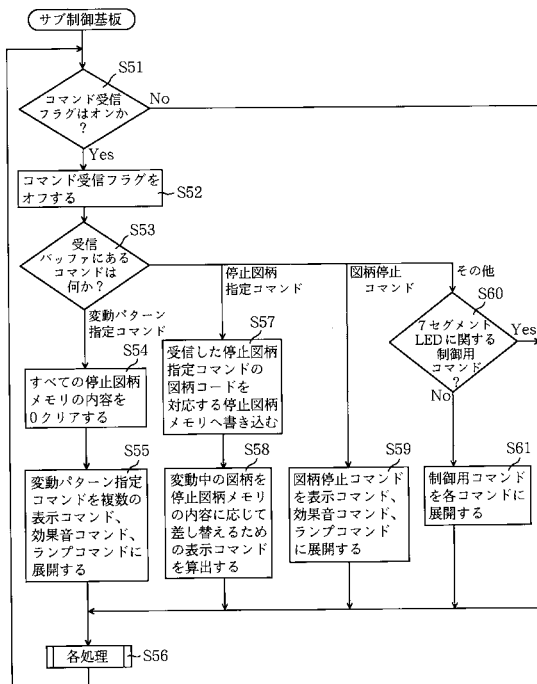 サブ制御基板
S51
コマンド受信
フラグはオンか
?
No
Yes
コマンド受信フラグを
オフする
S52
S53
受信
バッファにある
コマンドは
何か?
停止図柄
指定コマンド
図柄停止
コマンド
その他
変動パターン
指定コマンド
S60
7セグメント
LEDに関する
制御用
コマンド
?
Yes
No
S54
すべての停止図柄
メモリの内容を
0クリアする
S57
受信した停止図柄
指定コマンドの
図柄コードを
対応する停止図柄
メモリへ書き込む
S55
変動パターン指定
コマンドを複数の
表示コマンド、
効果音コマンド、
ランプコマンドに
展開する
S58
変動中の図柄を
停止図柄メモリ
の内容に応じて
差し替えるため
の表示コマンド
を算出する
S59
図柄停止コマンド
を表示コマンド、
効果音コマンド、
ランプコマンド
に展開する
S61
制御用コマンド
を各コマンドに
展開する
各処理
S56